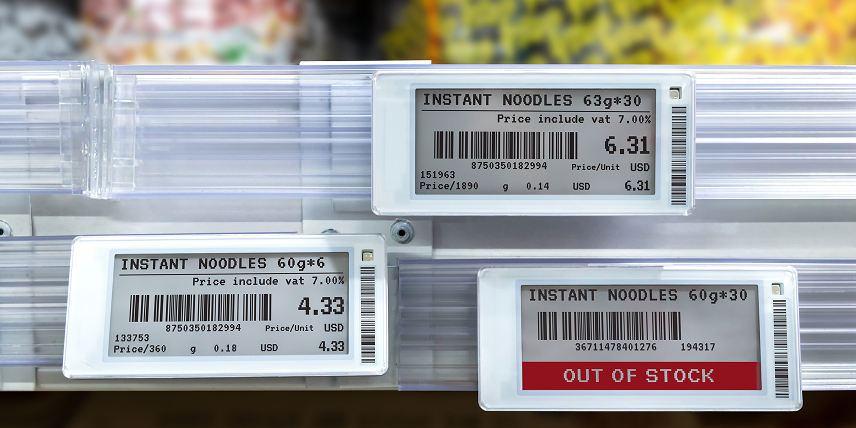 INSTANT NOODLES 63g*30
Price include vat 7.00%
6.31
8750350182994 Price/Unit USD
151963
Price/1890 g 0.14 USD 6.31
INSTANT NOODLES 60g*6
Price include vat 7.00%
4.33
8750350182994 Price/Unit USD
133753
Price/360 g 0.18 USD 4.33
INSTANT NOODLES 60g*30
36711478401276 194317
OUT OF STOCK